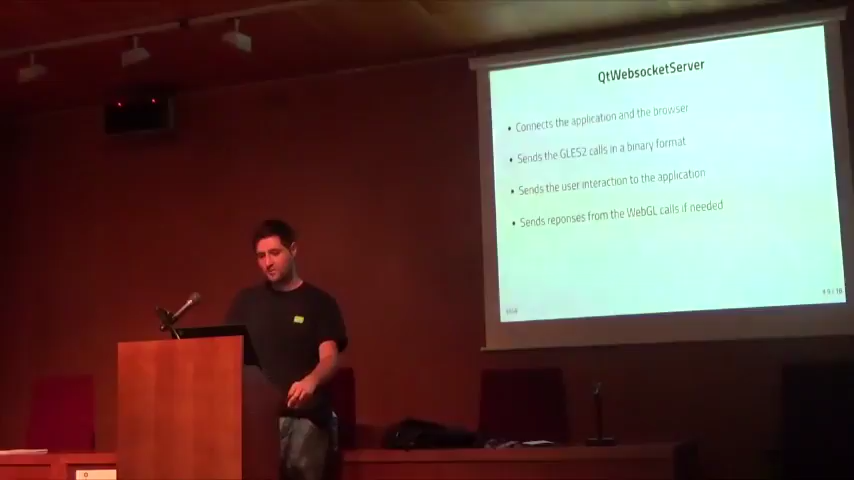 QtWebsocketServer
• Connects the application and the browser
• Sends the GLES2 calls in a binary format
• Sends the user interaction to the application
• Sends reponses from the WebGL calls if needed